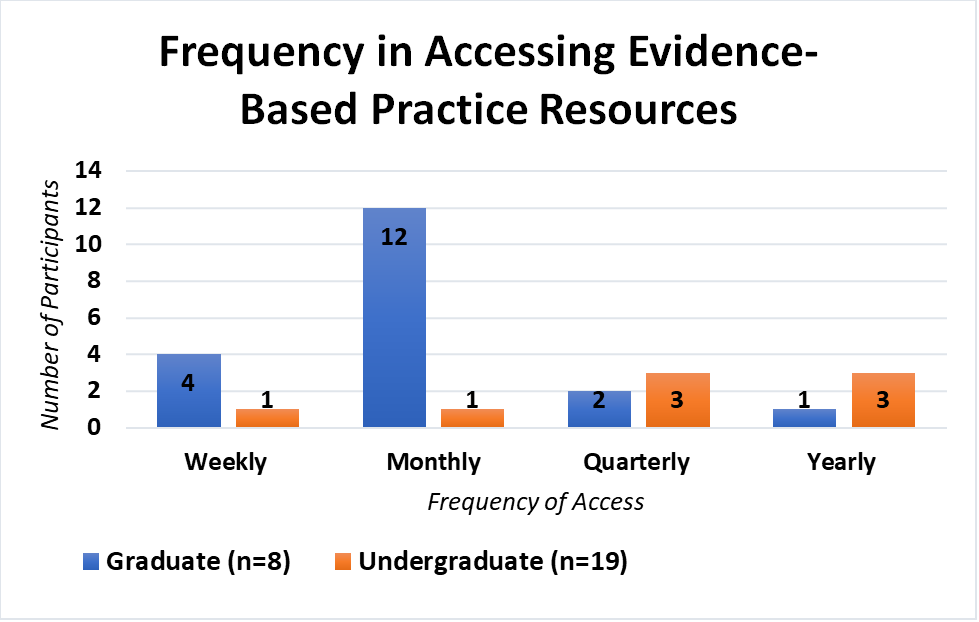 Frequency in Accessing Evidence-
Based Practice Resources
Number of Participants
14
12
10
8
6
4
2
0
4
1
12
1
2
3
1
3
Weekly
Monthly
Quarterly
Yearly
Frequency of Access
Graduate (n=8)
Undergraduate (n=19)